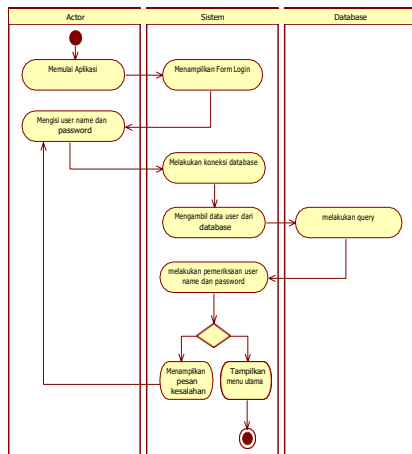 Actor
Sistem
Database
Memulai Aplikasi
Menampilkan Form Login
Mengisi user name dan
password
Melakukan koneksi database
Mengambil data user dari
database
melakukan query
melakukan pemeriksaan user
name dan password
Menampilkan
pesan
kesalahan
Tampilkan
menu utama